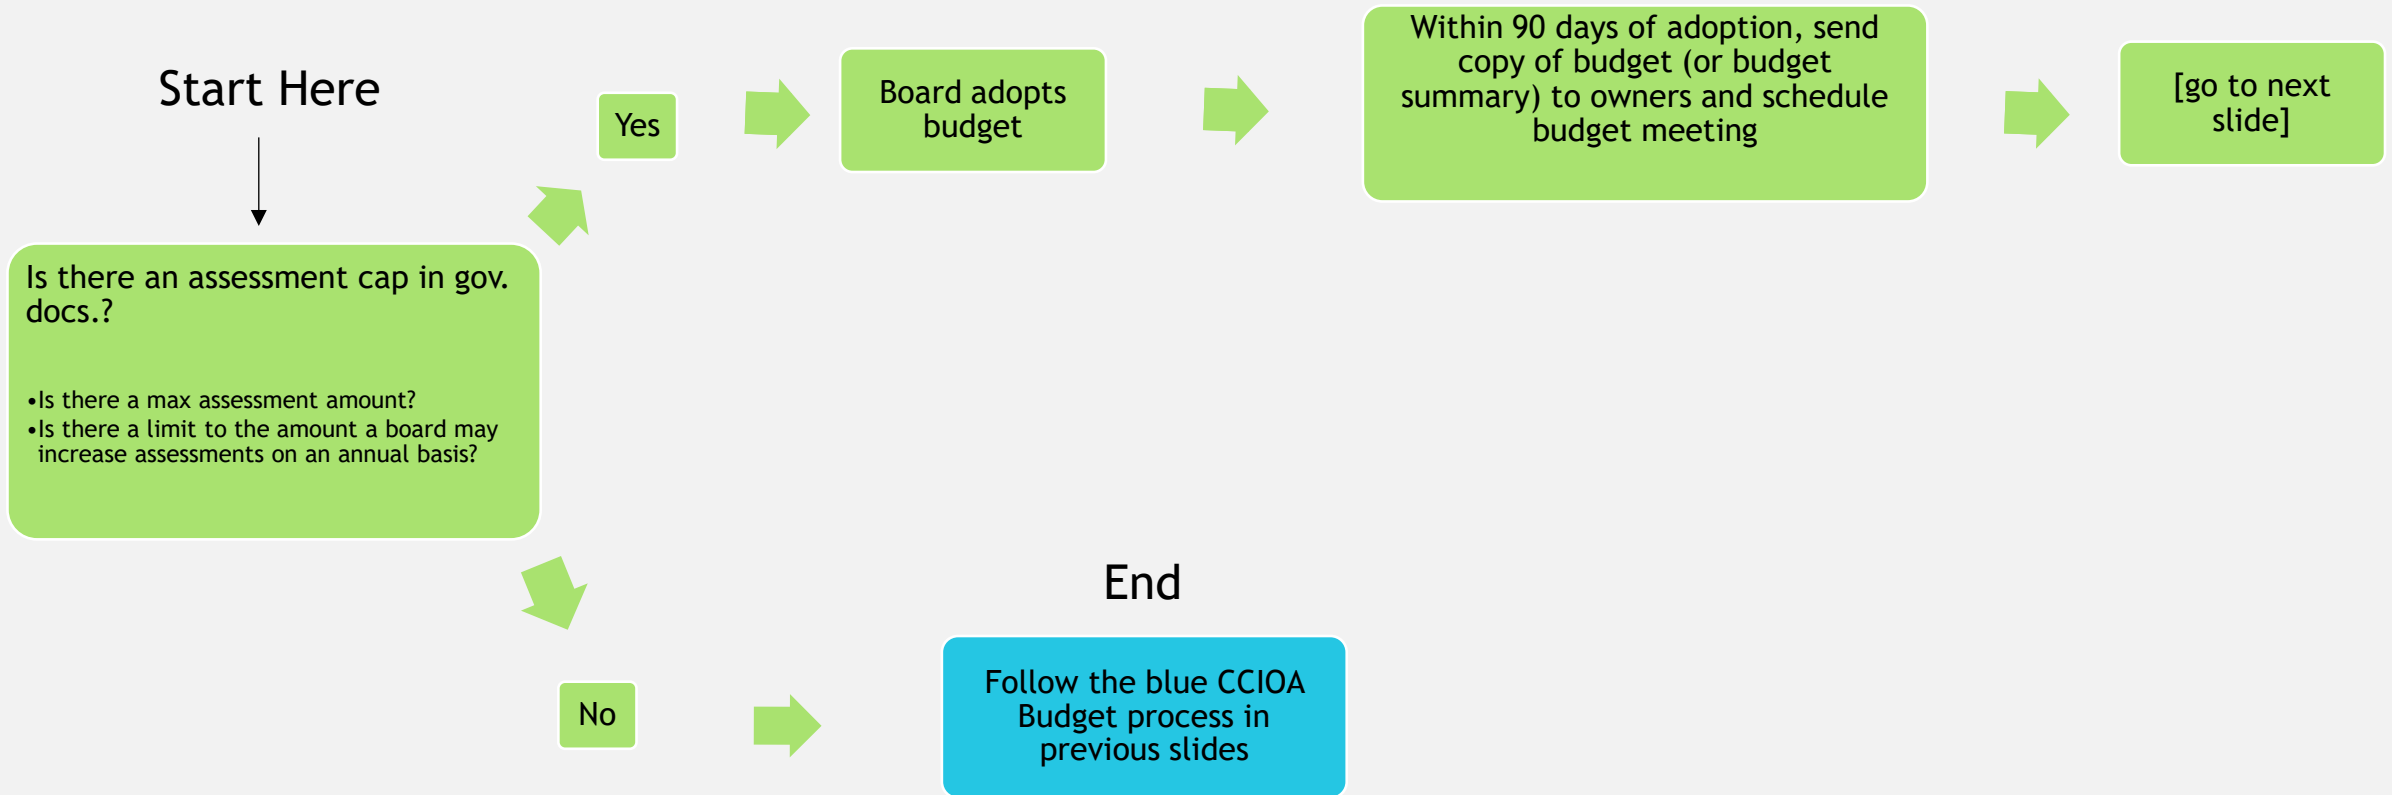 Start Here
Is there an assessment cap in gov.
docs.?
•Is there a max assessment amount?
•Is there a limit to the amount a board may
increase assessments on an annual basis?
Yes
Board adopts
budget
Within 90 days of adoption, send
copy of budget (or budget
summary) to owners and schedule
budget meeting
[go to next
slide]
No
End
Follow the blue CCIOA
Budget process in
previous slides